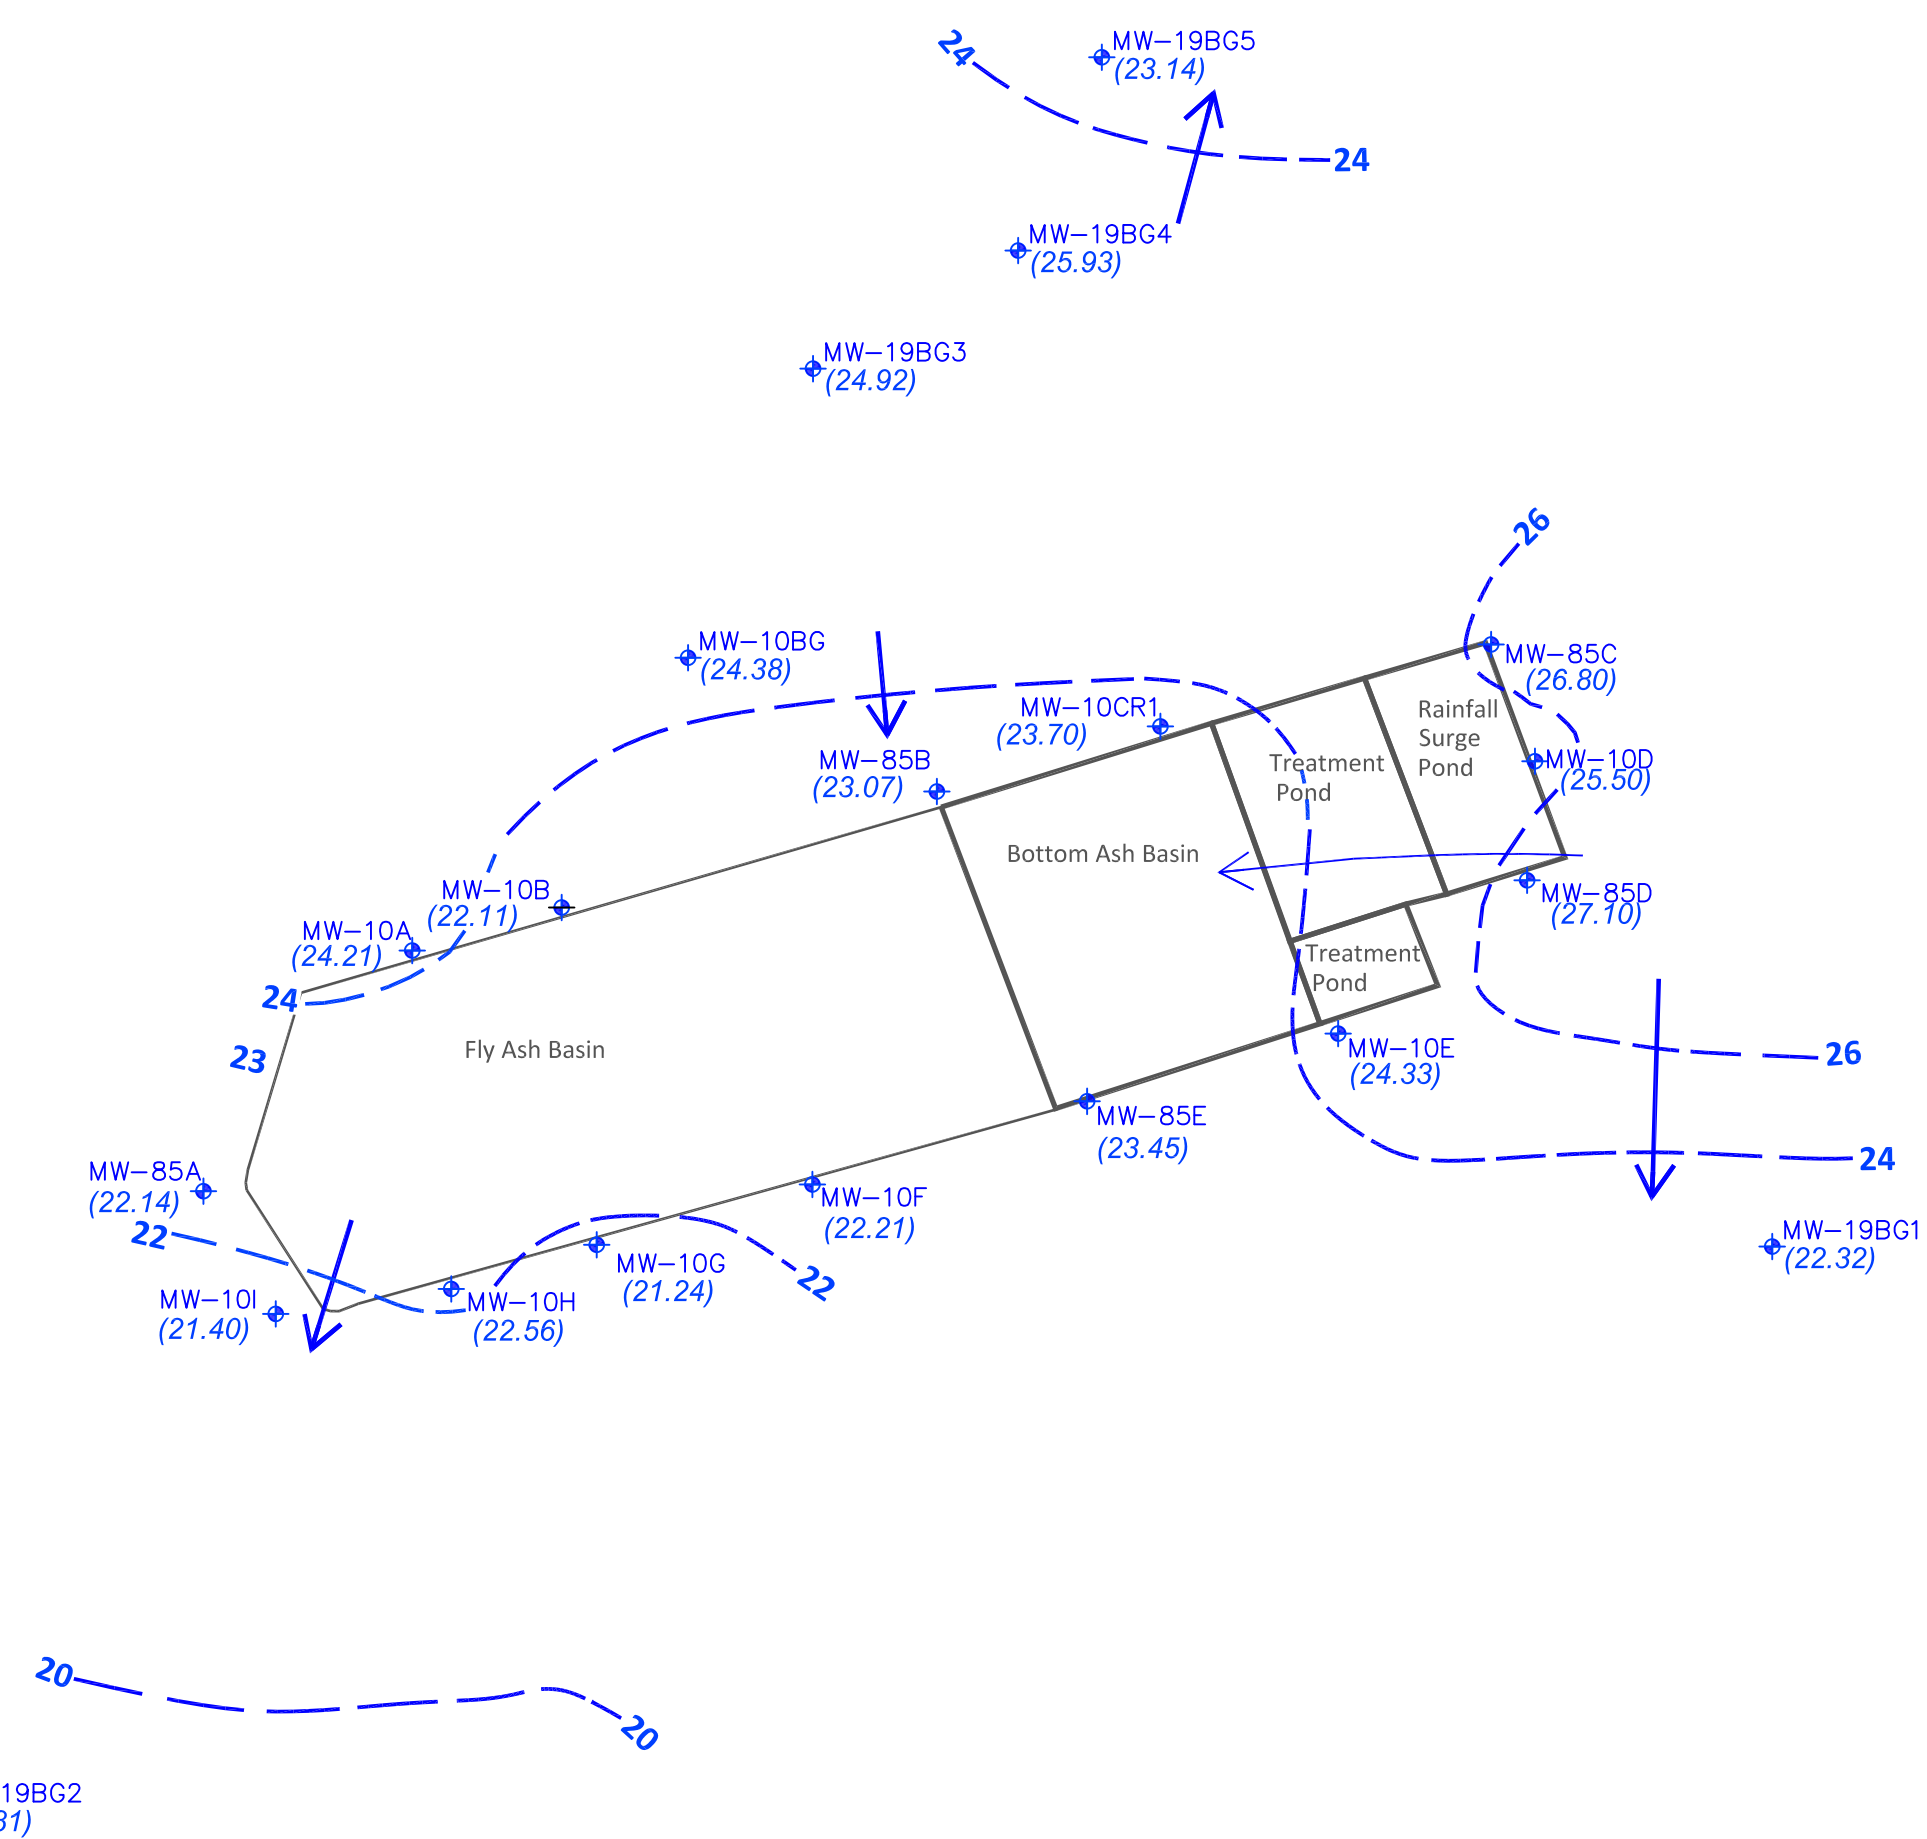 24
MW-19BG5
(23.14)
24
MW-19BG4
(25.93)
MW-19BG3
(24.92)
26
MW-10BG
(24.38)
MW-85C
(26.80)
MW-10CR1
(23.70)
Rainfall
Surge
Pond
MW-85B
(23.07)
Treatment
Pond
MW-10D
(25.50)
Bottom Ash Basin
MW-10B
(22.11)
MW-85D
(27.10)
MW-10A
(24.21)
Treatment
Pond
24
23
Fly Ash Basin
MW-10E
(24.33)
26
MW-85E
(23.45)
24
MW-85A
(22.14)
22
MW-10F
(22.21)
MW-19BG1
(22.32)
MW-10G
(21.24)
22
MW-10I
(21.40)
MW-10H
(22.56)
20
20
19BG2
31)